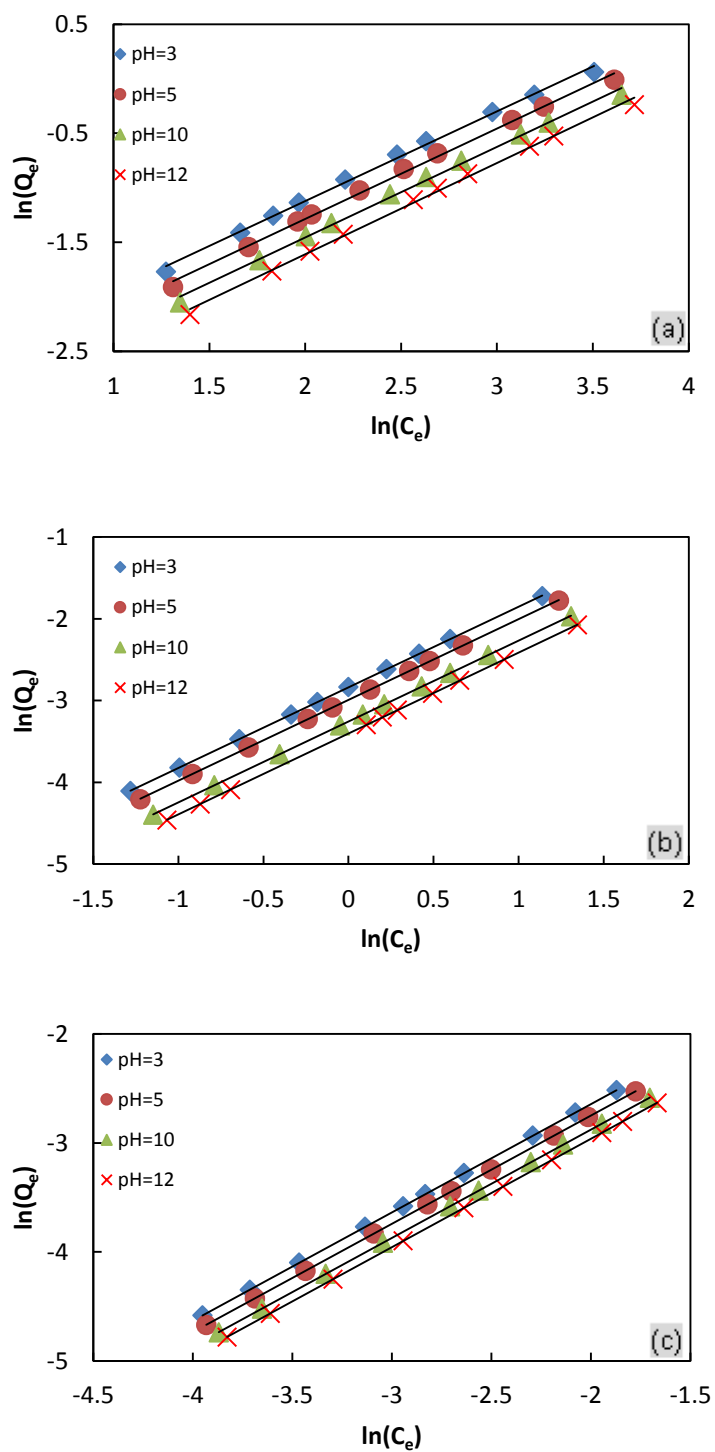 0.5
pH=3
pH=5
-0.5
pH=10
ln(Qe)
pH=12
-1.5
(a)
-2.5
1 1.5 2 2.5 3 3.5 4
ln(Ce)
-1
pH=3
-2
pH=5
pH=10
ln(Qe)
-3
pH=12
-4
(b)
-5
-1.5 -1 -0.5 0 0.5 1 1.5 2
ln(Ce)
-2
pH=3
pH=5
-3
pH=10
ln(Qe)
pH=12
-4
(c)
-5
-4.5 -4 -3.5 -3 -2.5 -2 -1.5
ln(Ce)